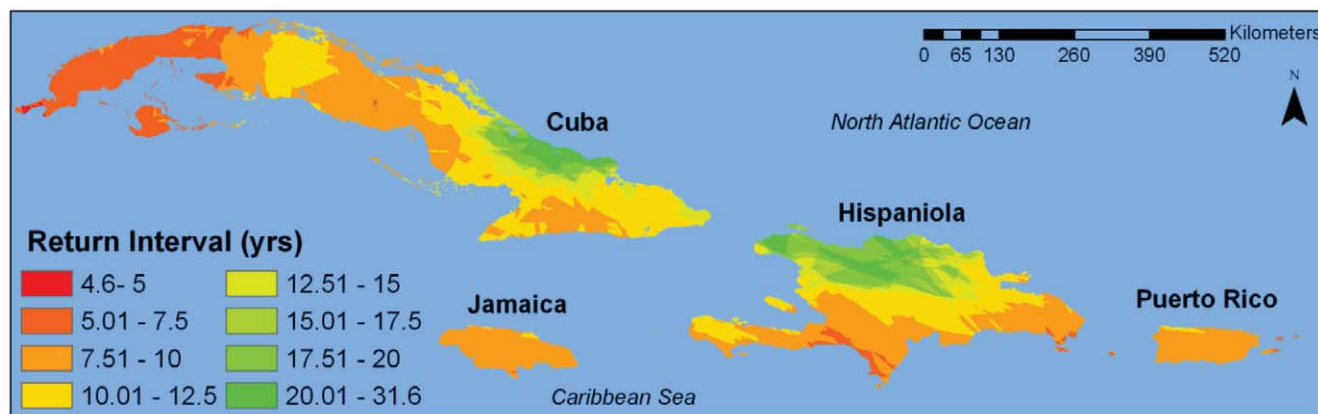 Kilometers
0 65 130 260 390 520
N
Cuba
North Atlantic Ocean
Hispaniola
Return Interval (yrs)
4.6- 5
5.01 - 7.5
7.51 - 10
10.01 - 12.5
12.51 - 15
15.01 - 17.5
17.51 - 20
20.01 - 31.6
Jamaica
Puerto Rico
Caribbean Sea